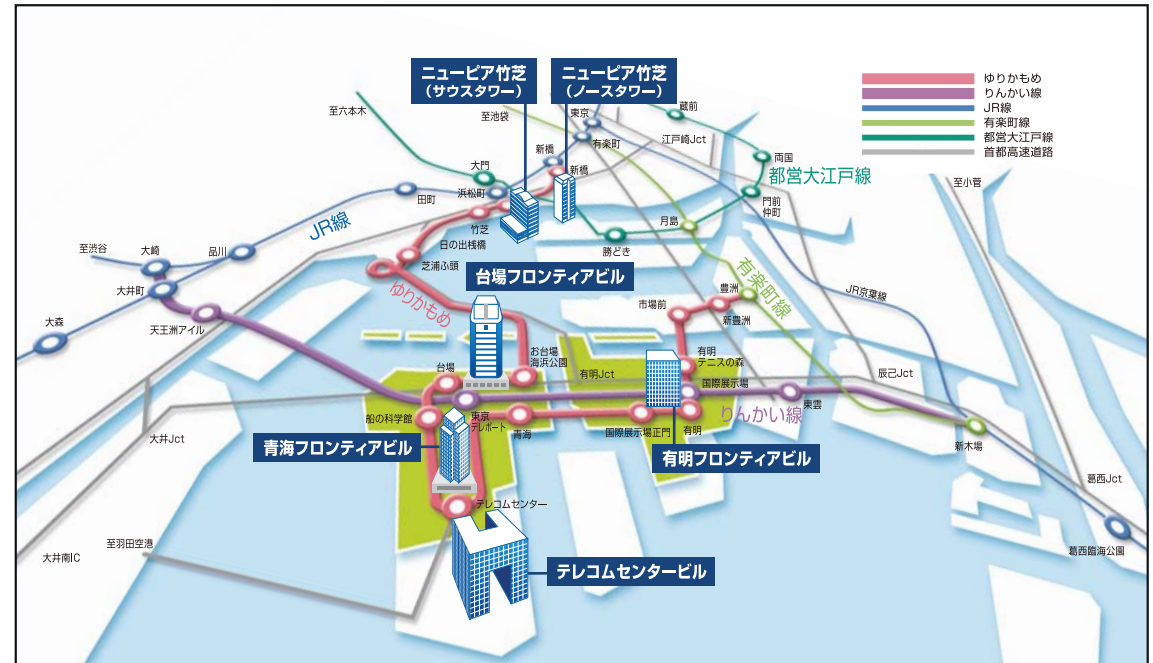 ニューピア竹芝
（サウスタワー）
ニューピア竹芝
（ノースタワー）
ゆりかもめ
りんかい線
JR線
有楽町線
都営大江戸線
首都高速道路
至六本木
至池袋
東京
蔵前
江戸崎Jct
有楽町
新橋
新橋
両国
都営大江戸線
大門
浜松町
田町
門前
仲町
至小菅
月島
竹芝
JR線
日の出桟橋
勝どき
至渋谷
大崎
品川
芝浦ふ頭
台場フロンティアビル
有楽町線
大井町
ゆりかもめ
豊洲
JR京葉線
市場前
新豊洲
大森
天王洲アイル
お台場
海浜公園
有明
テニスの森
台場
有明Jct
辰己Jct
国際展示場
船の科学館
東京
テレポート
東雲
りんかい線
大井Jct
青海
国際展示場正門
有明
新木場
青海フロンティアビル
有明フロンティアビル
葛西Jct
テレコムセンター
至羽田空港
大井南IC
葛西臨海公園
テレコムセンタービル